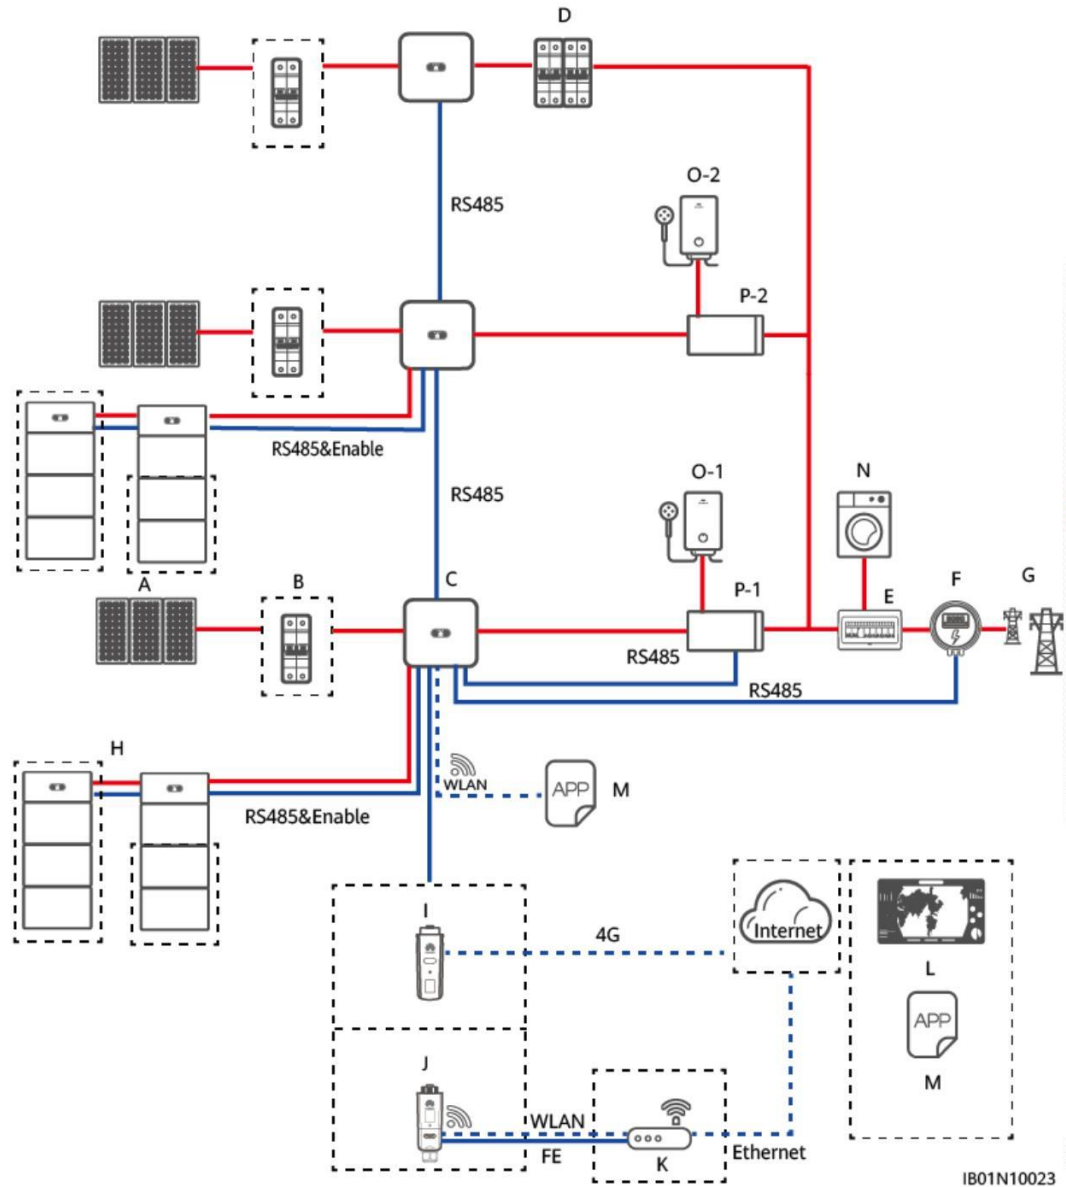 D
RS485
O-2
P-2
RS485&Enable
RS485
O-1
N
A
B
C
P-1
E
F
G
RS485
RS485
H
WLAN
APP
M
RS485&Enable
I
4G
Internet
L
APP
M
J
WLAN
FE
K
Ethernet
IB01N10023